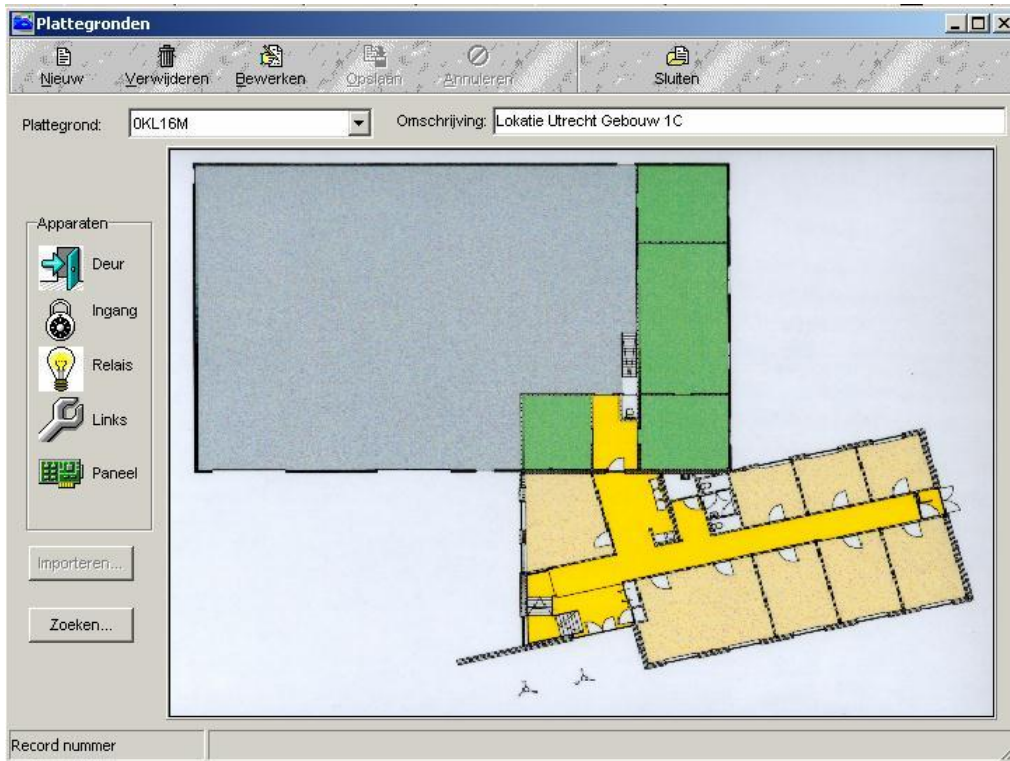 Plattegronden
Nieuw Verwijderen Bewerken Opslaan Annuleren Sluiten
Plattegrond: 0KL16M Omschrijving: Lokatie Utrecht Gebouw 1C
Apparaten
Deur
Ingang
Relais
Links
Paneel
Importeren...
Zoeken...
Record nummer